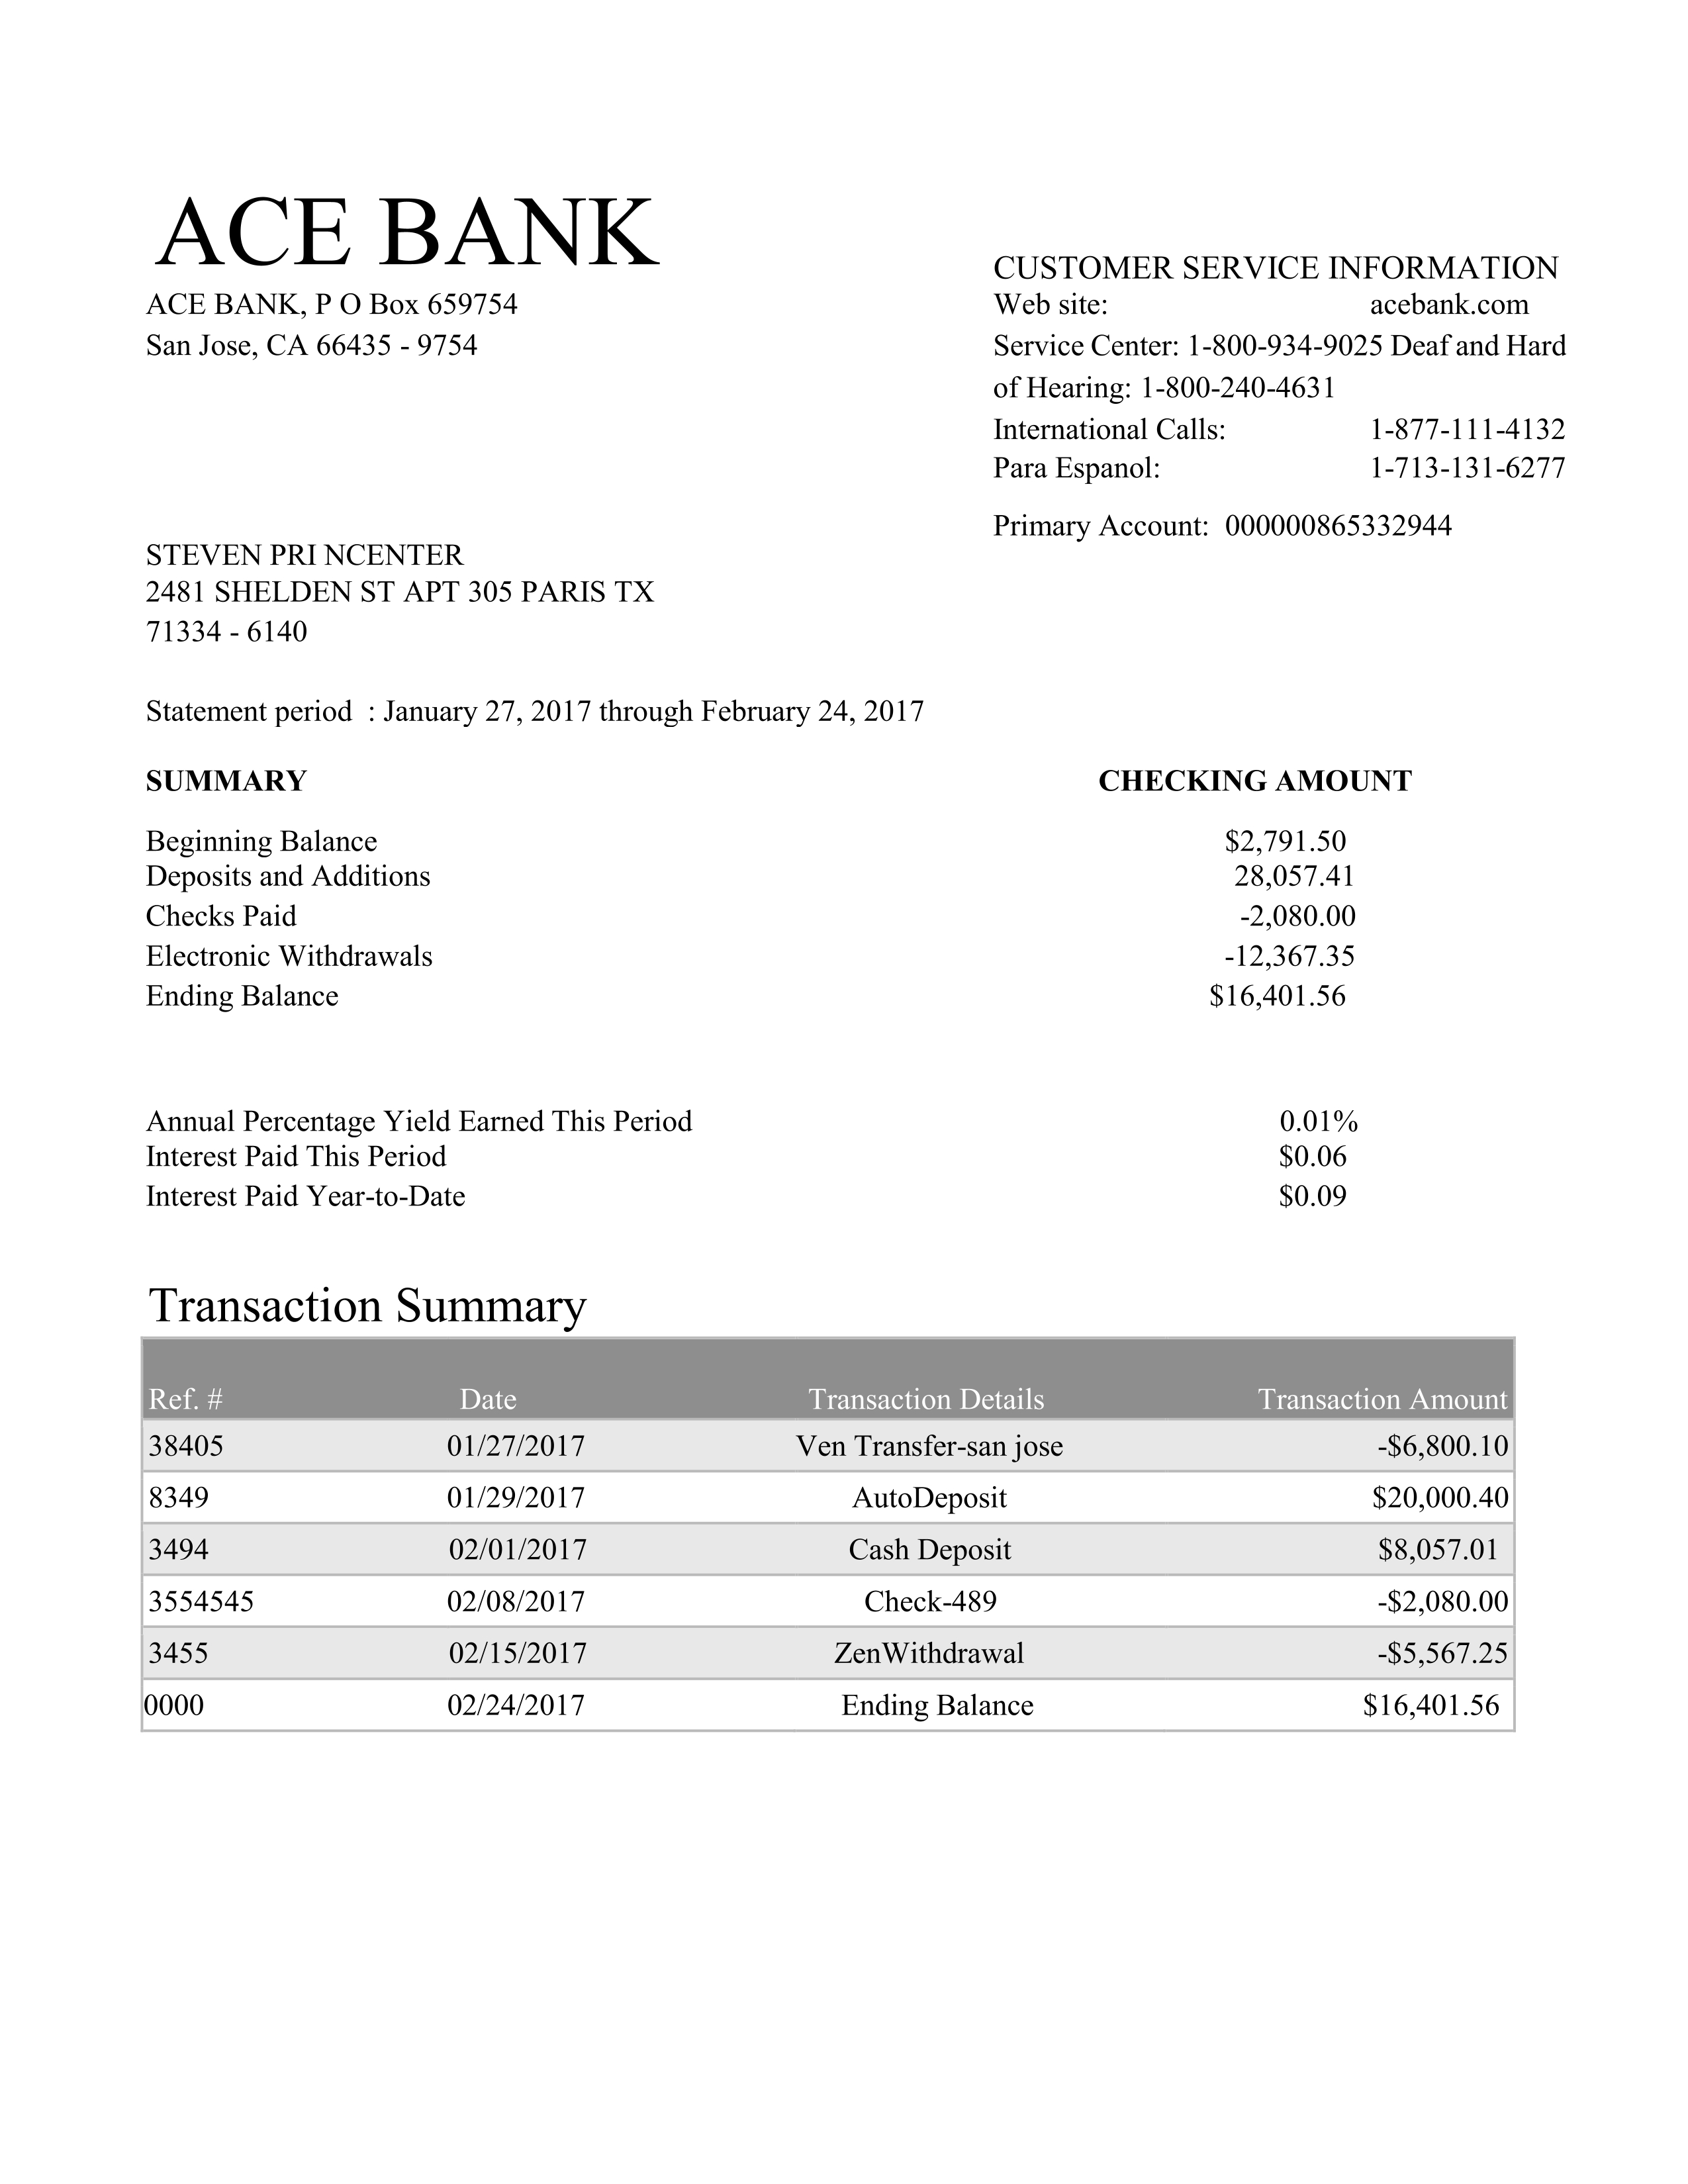 ACE BANK
ACE BANK, P O Box 659754
San Jose, CA 66435 - 9754
CUSTOMER SERVICE INFORMATION
Web site: acebank.com
Service Center: 1-800-934-9025 Deaf and Hard
of Hearing: 1-800-240-4631
International Calls: 1-877-111-4132
Para Espanol: 1-713-131-6277
Primary Account: 000000865332944
STEVEN PRI NCENTER
2481 SHELDEN ST APT 305 PARIS TX
71334 - 6140
Statement period : January 27, 2017 through February 24, 2017
SUMMARY CHECKING AMOUNT
Beginning Balance $2,791.50
Deposits and Additions 28,057.41
Checks Paid -2,080.00
Electronic Withdrawals -12,367.35
Ending Balance $16,401.56
Annual Percentage Yield Earned This Period 0.01%
Interest Paid This Period $0.06
Interest Paid Year-to-Date $0.09
Transaction Summary
Ref. # Date Transaction Details Transaction Amount
38405 01/27/2017 Ven Transfer-san jose -$6,800.10
8349 01/29/2017 AutoDeposit $20,000.40
3494 02/01/2017 Cash Deposit $8,057.01
3554545 02/08/2017 Check-489 -$2,080.00
3455 02/15/2017 ZenWithdrawal -$5,567.25
0000 02/24/2017 Ending Balance $16,401.56